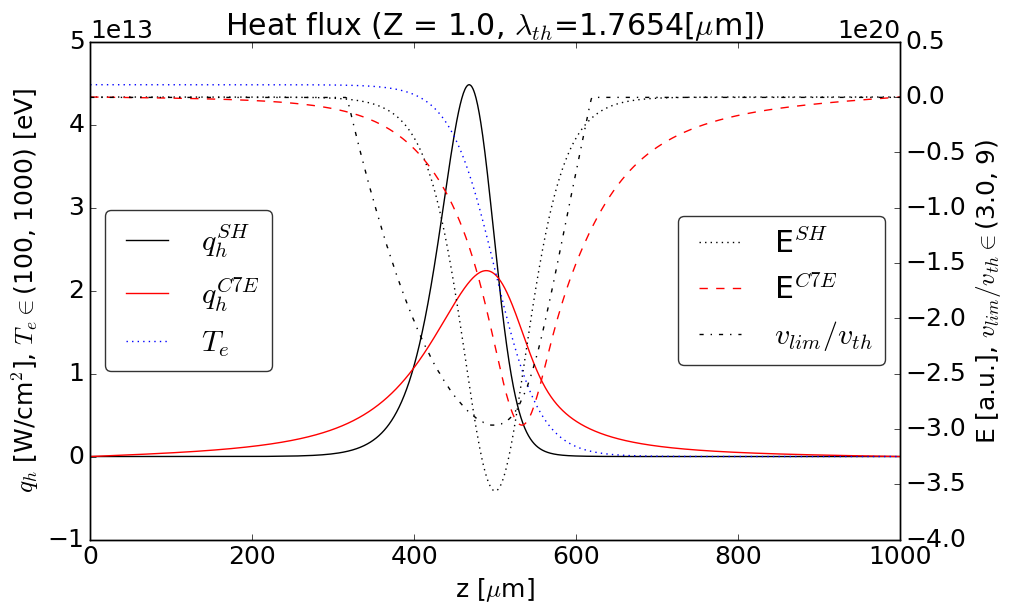 Heat flux (Z = 1.0, λ_th=1.7654[μm])
1e13
1e20
5
4
3
2
1
0
−1
0.5
0.0
−0.5
−1.0
−1.5
−2.0
−2.5
−3.0
−3.5
−4.0
0 200 400 600 800 1000
z [μm]
q_h [W/cm²], T_e ∈ (100, 1000) [eV]
E [a.u.], v_lim/v_th ∈ (3.0, 9)
q_h^SH
q_h^C7E
T_e
E^SH
E^C7E
v_lim/v_th